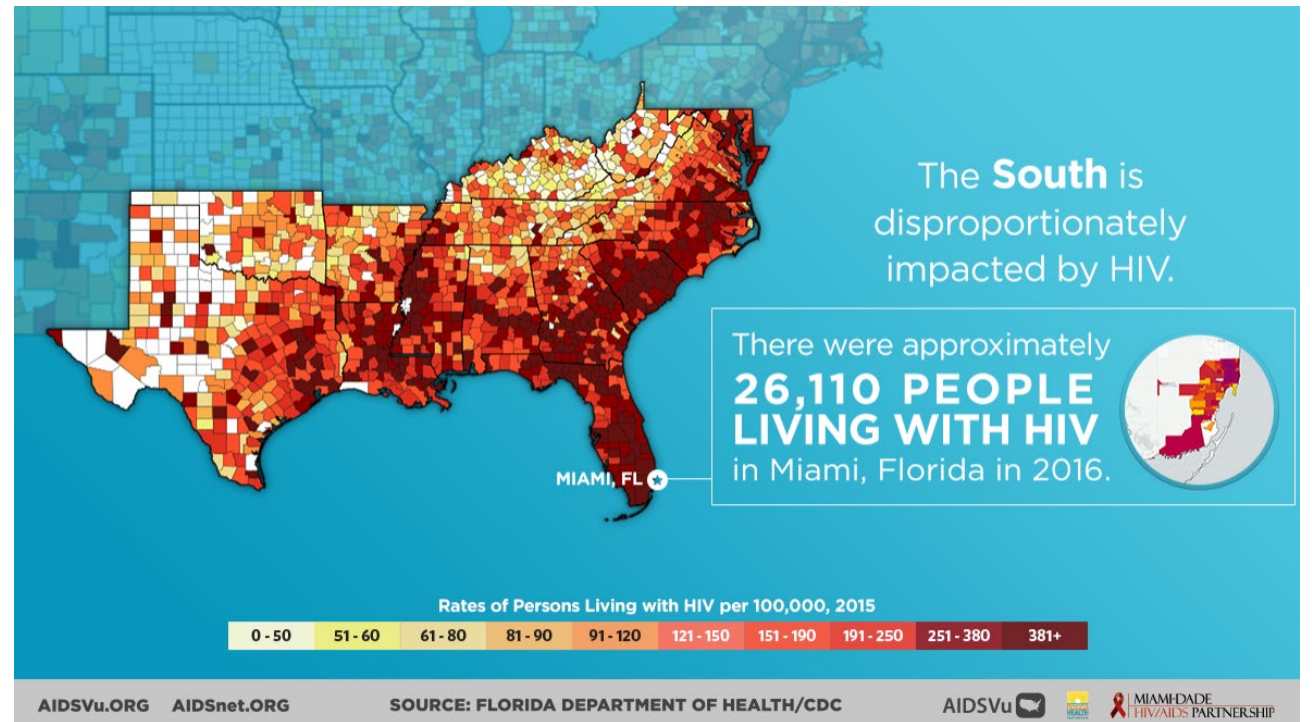 The South is
disproportionately
impacted by HIV.
There were approximately
26,110 PEOPLE
LIVING WITH HIV
in Miami, Florida in 2016.
MIAMI, FL
Rates of Persons Living with HIV per 100,000, 2015
0 - 50 51 - 60 61 - 80 81 - 90 91 - 120 121 - 150 151 - 190 191 - 250 251 - 380 381+
AIDSVu.ORG AIDSnet.ORG SOURCE: FLORIDA DEPARTMENT OF HEALTH/CDC AIDSVu
HEALTH
MIAMI-DADE
HIV/AIDS PARTNERSHIP